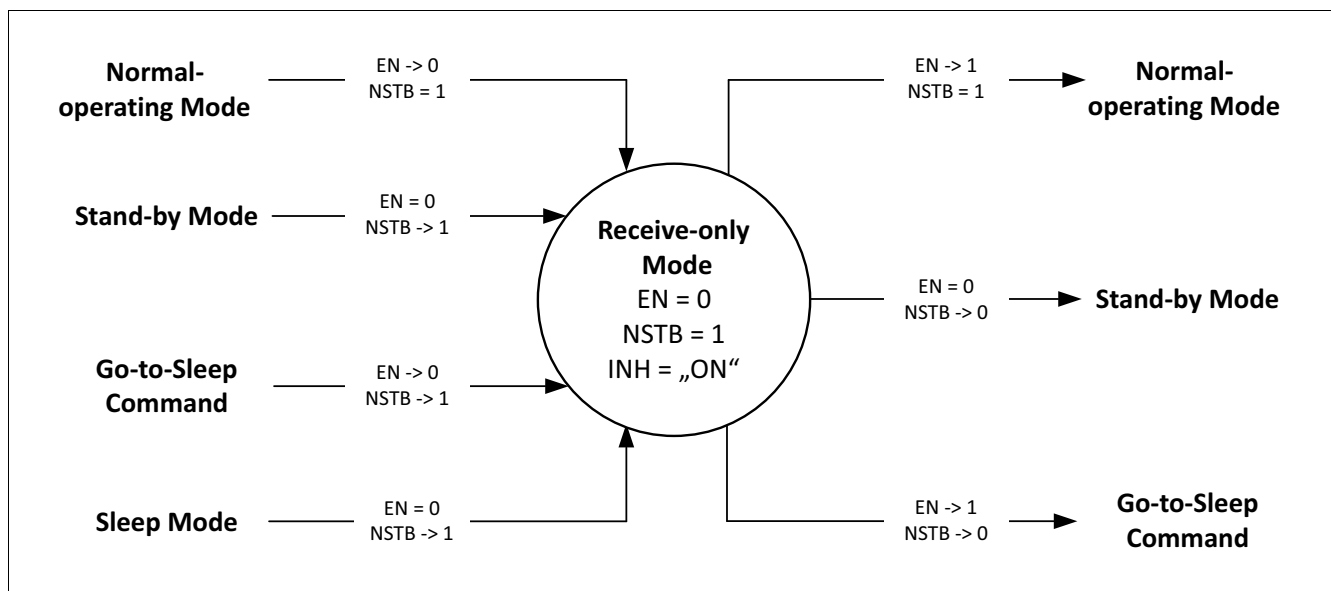 Normal-
operating Mode
EN -> 0
NSTB = 1
Stand-by Mode
EN = 0
NSTB -> 1
Go-to-Sleep
Command
EN -> 0
NSTB -> 1
Sleep Mode
EN = 0
NSTB -> 1
Receive-only
Mode
EN = 0
NSTB = 1
INH = „ON“
EN -> 1
NSTB = 1
Normal-
operating Mode
EN = 0
NSTB -> 0
Stand-by Mode
EN -> 1
NSTB -> 0
Go-to-Sleep
Command